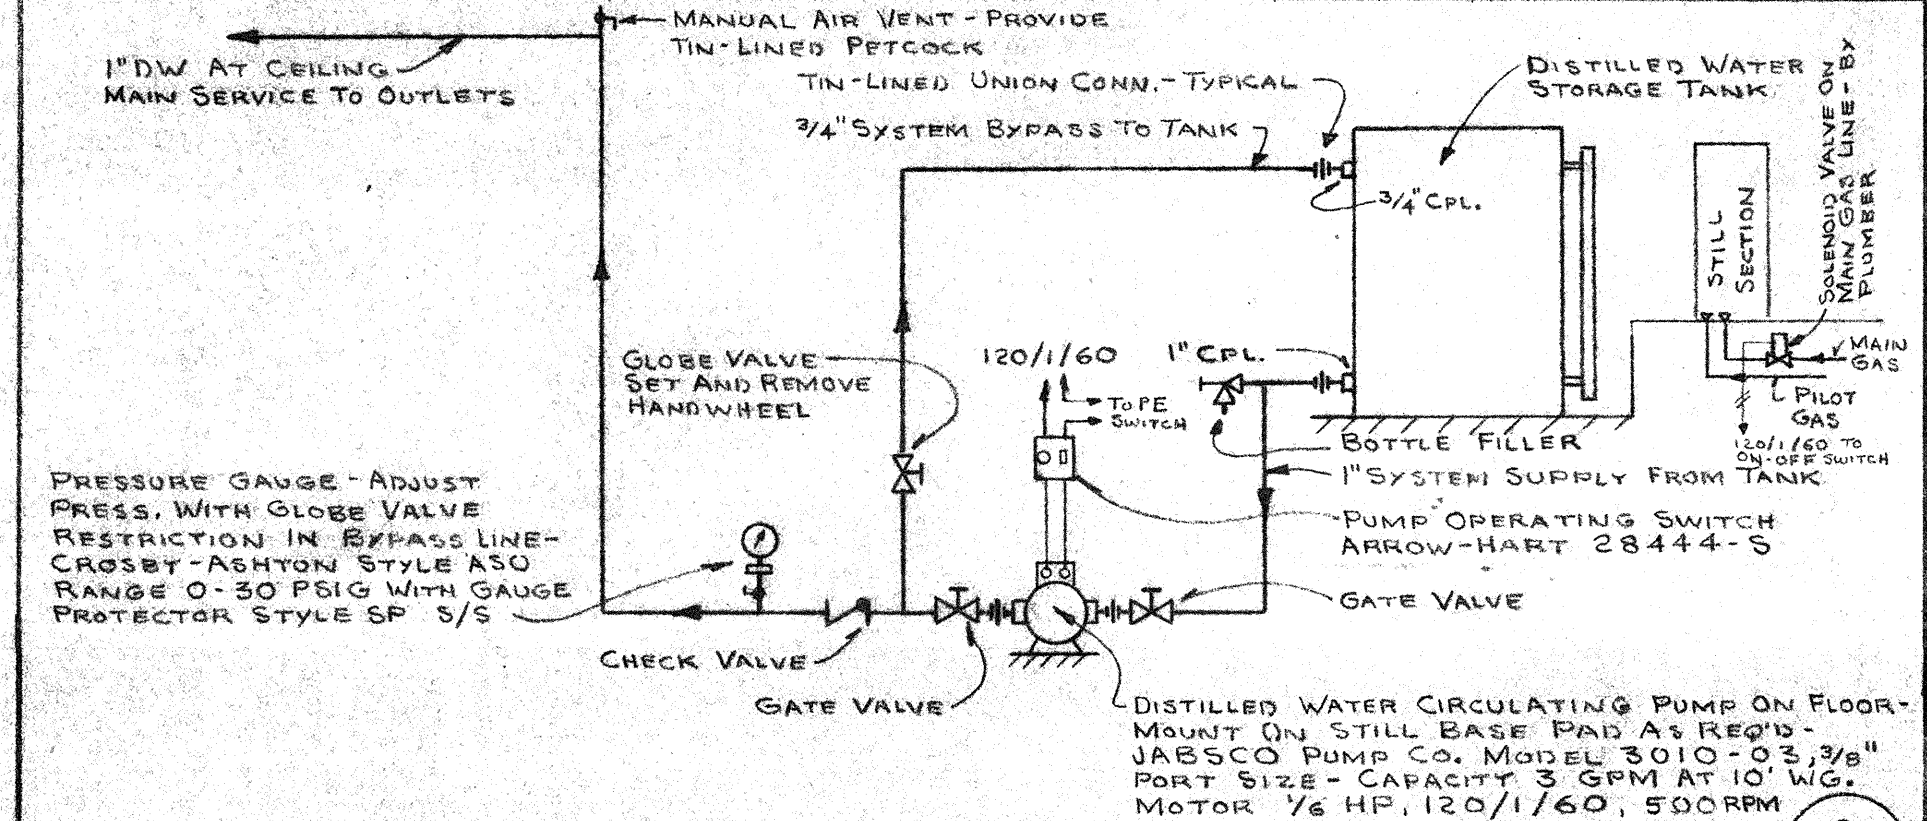 MANUAL AIR VENT - PROVIDE
TIN-LINED PETCOCK
1" DW AT CEILING
MAIN SERVICE TO OUTLETS
TIN-LINED UNION CONN. - TYPICAL
3/4" SYSTEM BYPASS TO TANK
DISTILLED WATER
STORAGE TANK
3/4" CPL.
STILL
SECTION
SOLENOID VALVE ON
MAIN GAS LINE - BY
PLUMBER
MAIN
GAS
PILOT
GAS
120/1/60 TO
ON-OFF SWITCH
GLOBE VALVE
SET AND REMOVE
HANDWHEEL
120/1/60
TO PE
SWITCH
1" CPL.
BOTTLE FILLER
1" SYSTEM SUPPLY FROM TANK
PUMP OPERATING SWITCH
ARROW-HART 28444-S
GATE VALVE
PRESSURE GAUGE - ADJUST
PRESS. WITH GLOBE VALVE
RESTRICTION IN BYPASS LINE-
CROSBY-ASHTON STYLE ASO
RANGE 0-30 PSIG WITH GAUGE
PROTECTOR STYLE SP S/S
CHECK VALVE
GATE VALVE
DISTILLED WATER CIRCULATING PUMP ON FLOOR-
MOUNT ON STILL BASE PAD AS REQ'D-
JABSCO PUMP CO. MODEL 3010-03, 3/8"
PORT SIZE - CAPACITY 3 GPM AT 10' WG.
MOTOR 1/6 HP, 120/1/60, 500 RPM